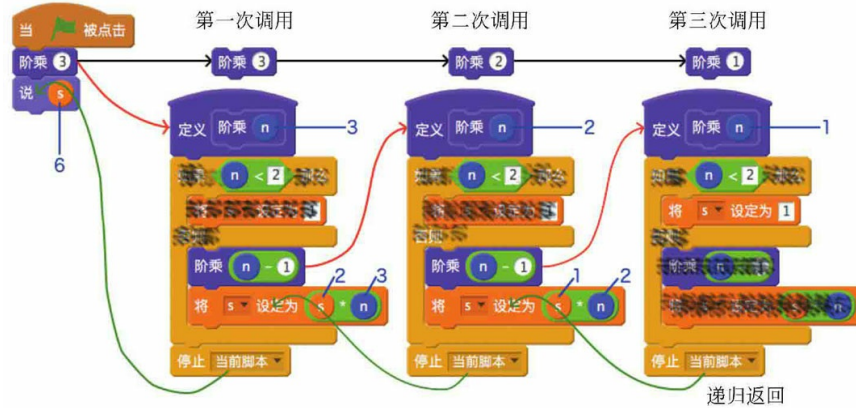 当 被点击
阶乘 3
说 s
6
第一次调用
阶乘 3
定义 阶乘 n
3
n < 2
阶乘 n - 1
2 3
将 s 设定为 s * n
停止 当前脚本
第二次调用
阶乘 2
定义 阶乘 n
2
n < 2
阶乘 n - 1
1 2
将 s 设定为 s * n
停止 当前脚本
第三次调用
阶乘 1
定义 阶乘 n
1
n < 2
将 s 设定为 1
停止 当前脚本
递归返回